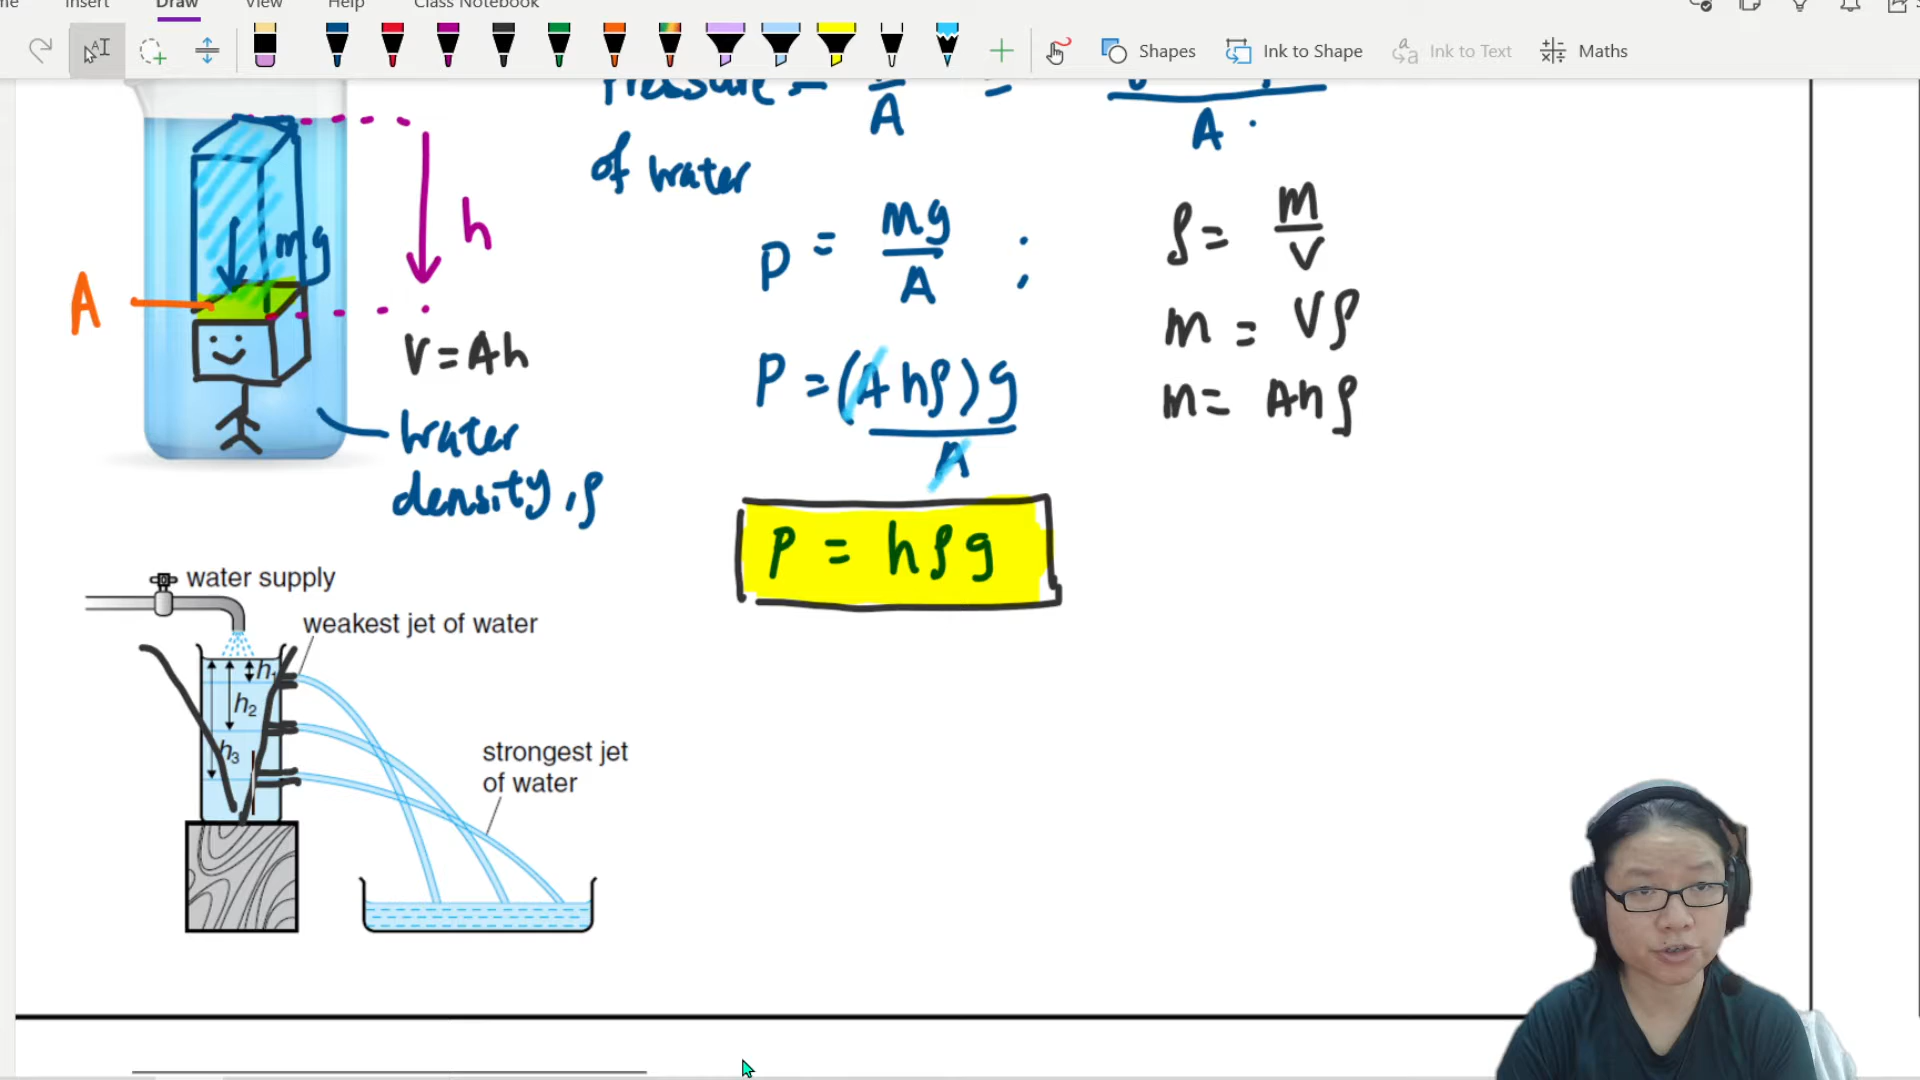 Insert Draw View Help Class Notebook
Shapes Ink to Shape Ink to Text Maths
Pressure = F/A =
A .
of water
h
mg
A
V = Ah
water
density, ρ
P = mg/A ;
P = (Ahρ)g/A
P = hρg
ρ = m/V
m = Vρ
m = Ahρ
water supply
weakest jet of water
h1
h2
h3
strongest jet
of water